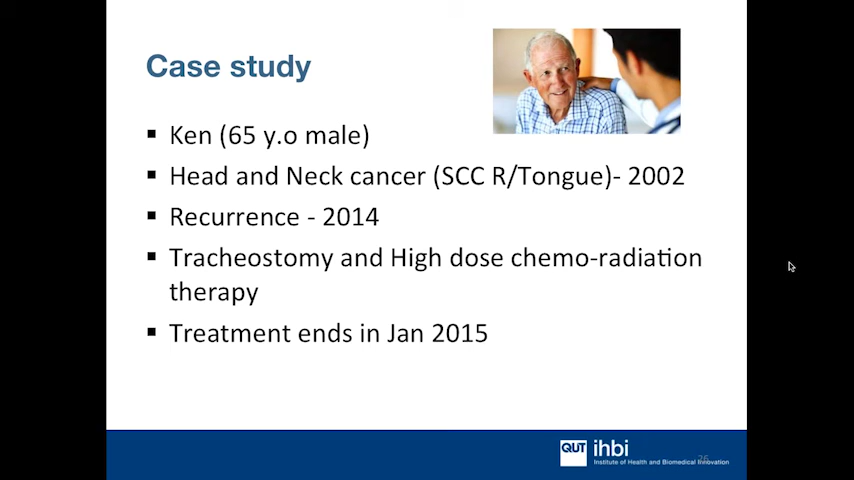 Case study
▪ Ken (65 y.o male)
▪ Head and Neck cancer (SCC R/Tongue)- 2002
▪ Recurrence - 2014
▪ Tracheostomy and High dose chemo-radiation
therapy
▪ Treatment ends in Jan 2015
QUT ihbi
Institute of Health and Biomedical Innovation
26